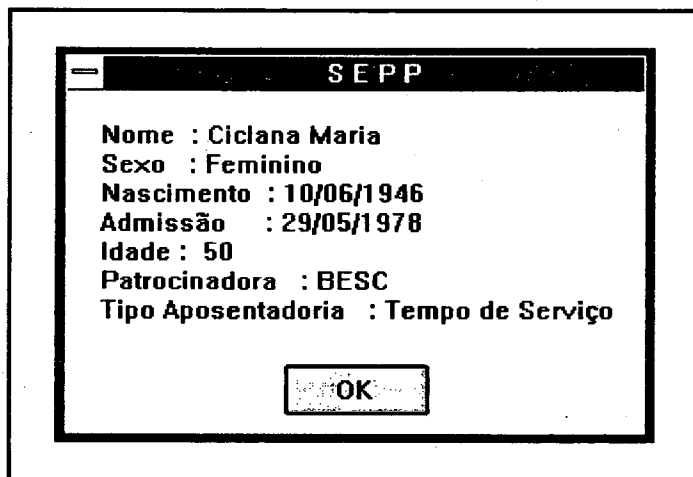 SEPP
Nome : Ciclana Maria
Sexo : Feminino
Nascimento : 10/06/1946
Admissão : 29/05/1978
Idade : 50
Patrocinadora : BESC
Tipo Aposentadoria : Tempo de Serviço
OK